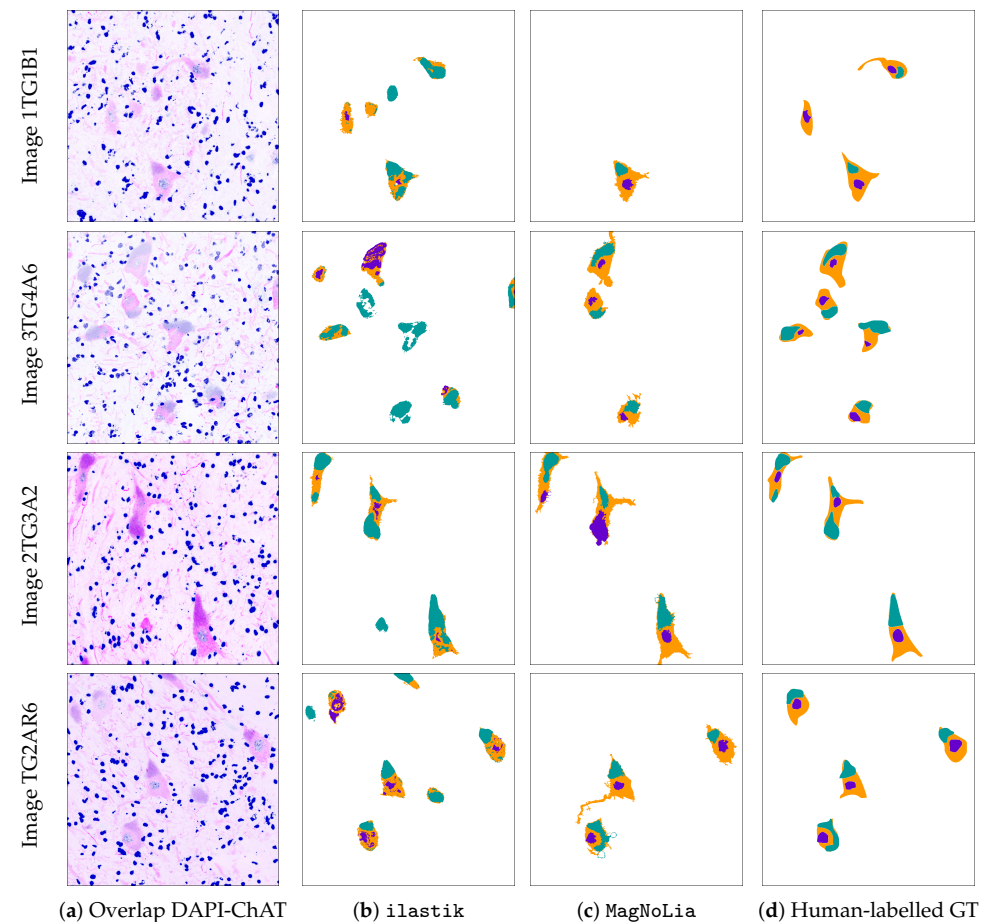 Image 1TG1B1
Image 3TG4A6
Image 2TG3A2
Image TG2AR6
(a) Overlap DAPI-ChAT (b) ilastik (c) MagNoLia (d) Human-labelled GT